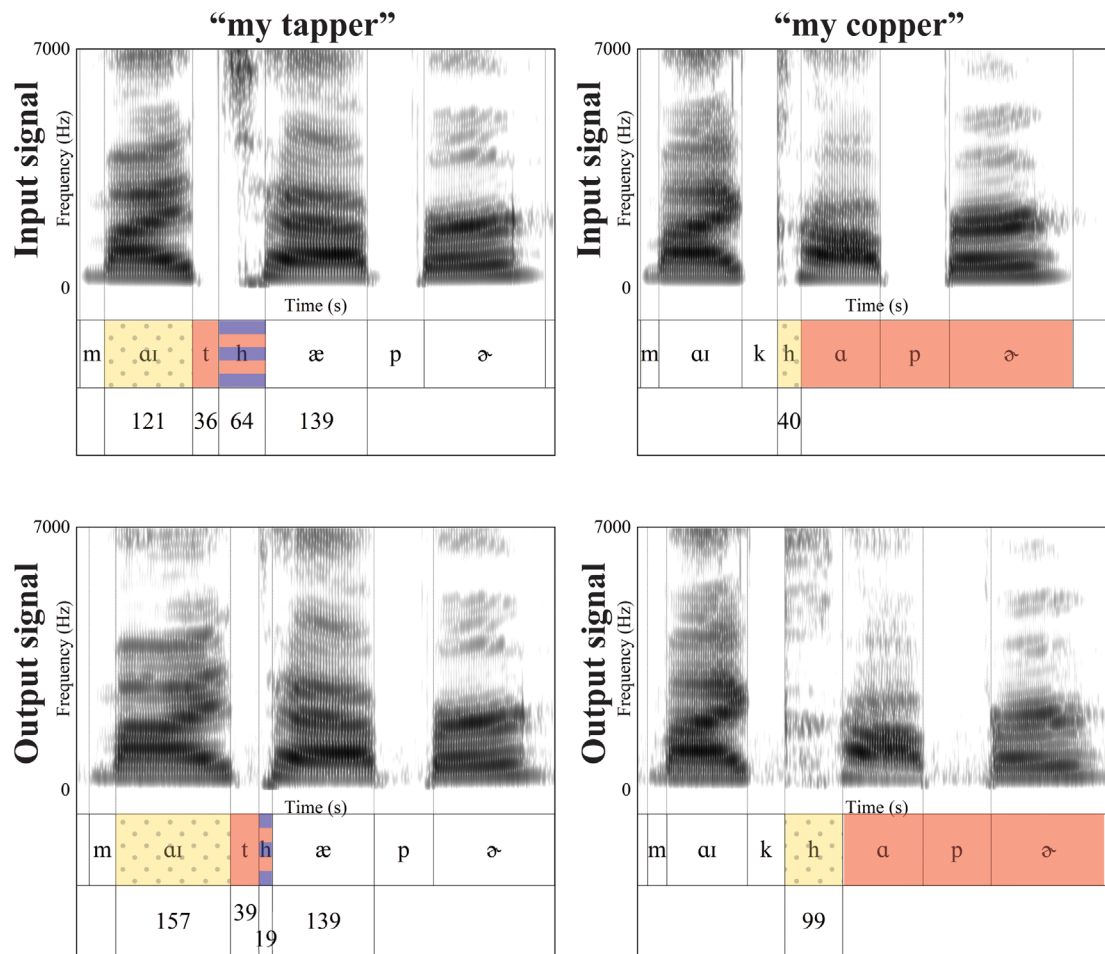 “my tapper”
7000
Input signal
Frequency (Hz)
0
Time (s)
m ɑɪ t h æ p ɚ
121 36 64 139
“my copper”
7000
Input signal
Frequency (Hz)
0
Time (s)
m ɑɪ k h ɑ p ɚ
40
7000
Output signal
Frequency (Hz)
0
Time (s)
m ɑɪ t h æ p ɚ
157 39 19 139
7000
Output signal
Frequency (Hz)
0
Time (s)
m ɑɪ k h ɑ p ɚ
99